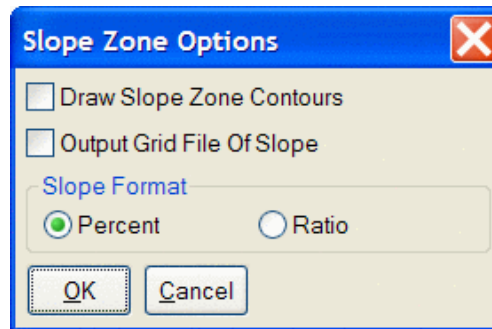 Slope Zone Options
Draw Slope Zone Contours
Output Grid File Of Slope
Slope Format
Percent Ratio
OK Cancel